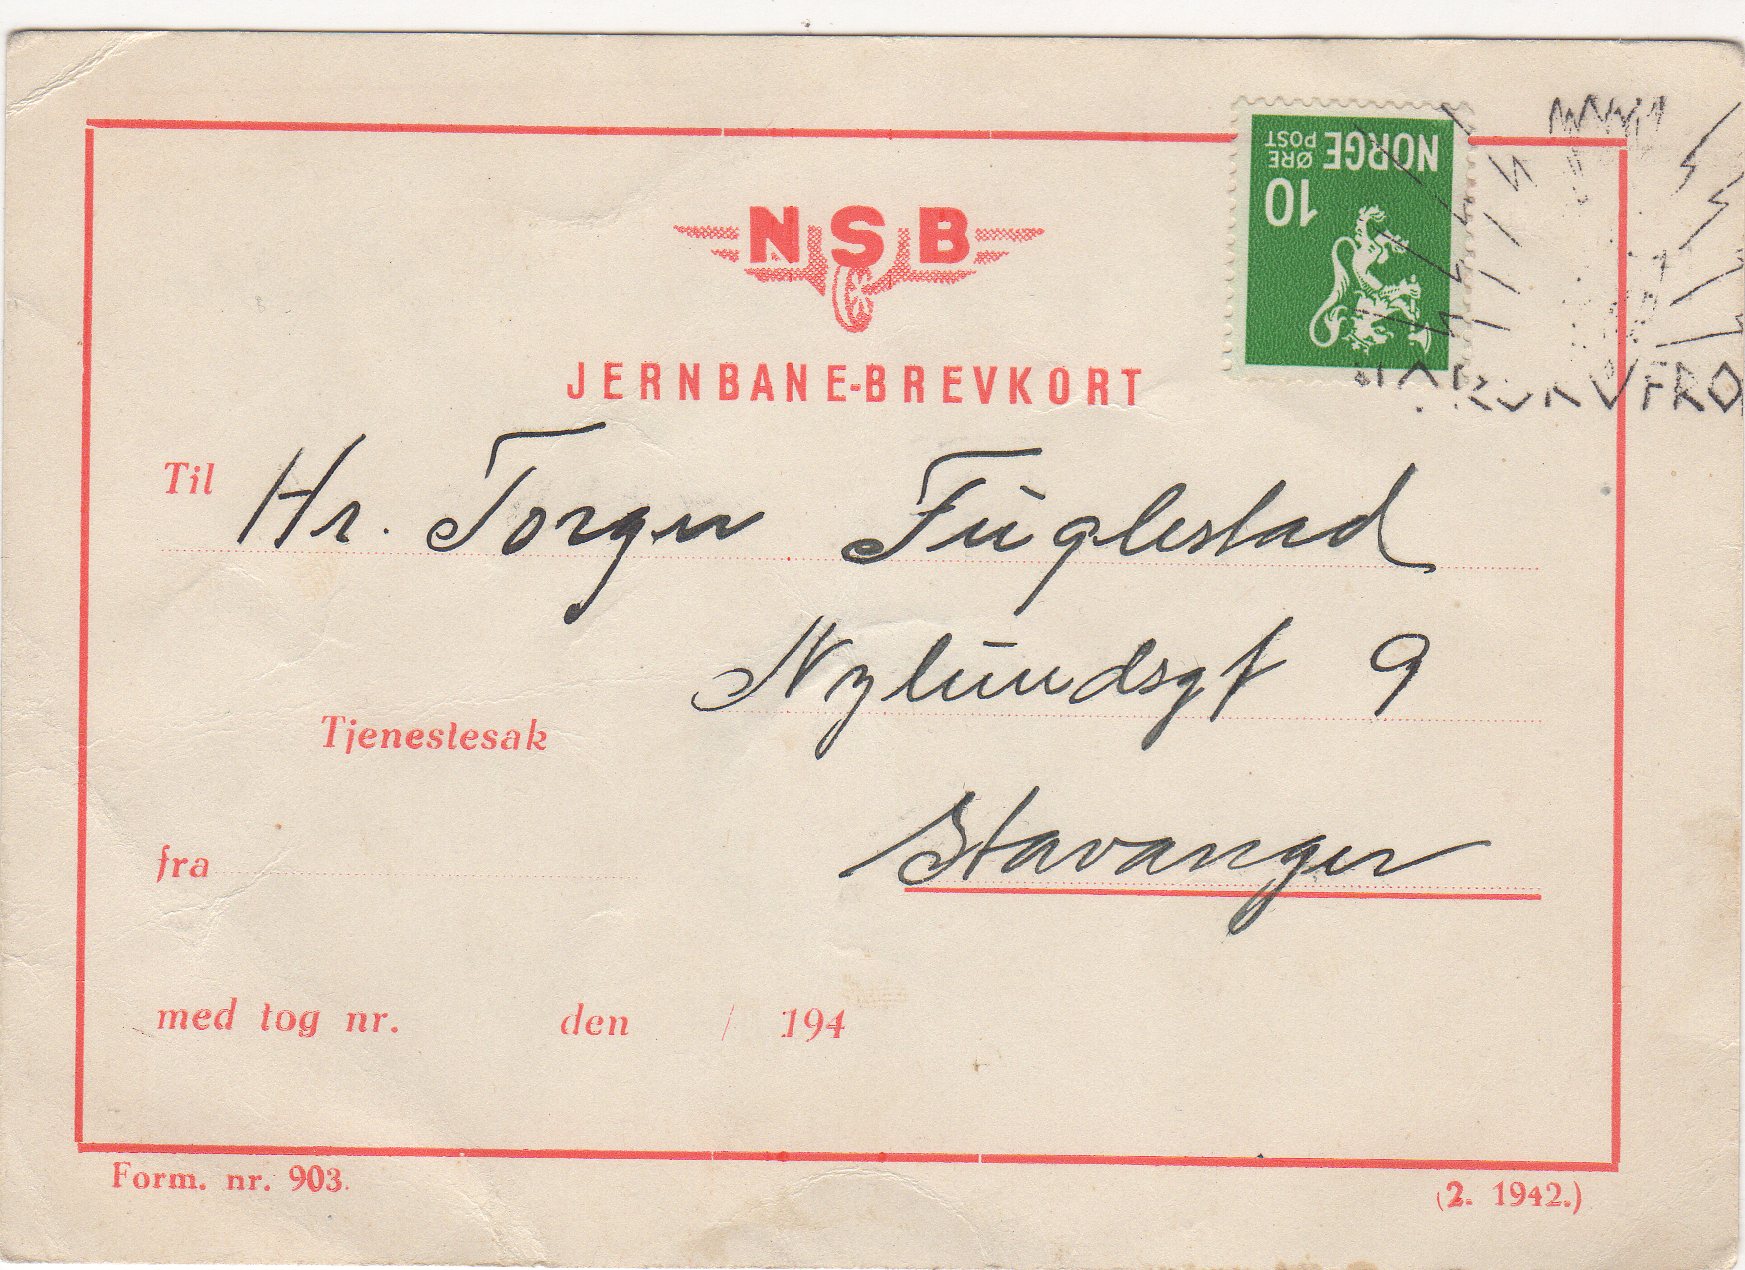 NORGE
ØRE
POST
10
NSB
JERNBANE-BREVKORT
Til Hr. Torger Fuglestad
Nylundsgt 9
Tjenestesak
Stavanger
fra
med tog nr. den / 194
Form. nr. 903.
(2. 1942.)